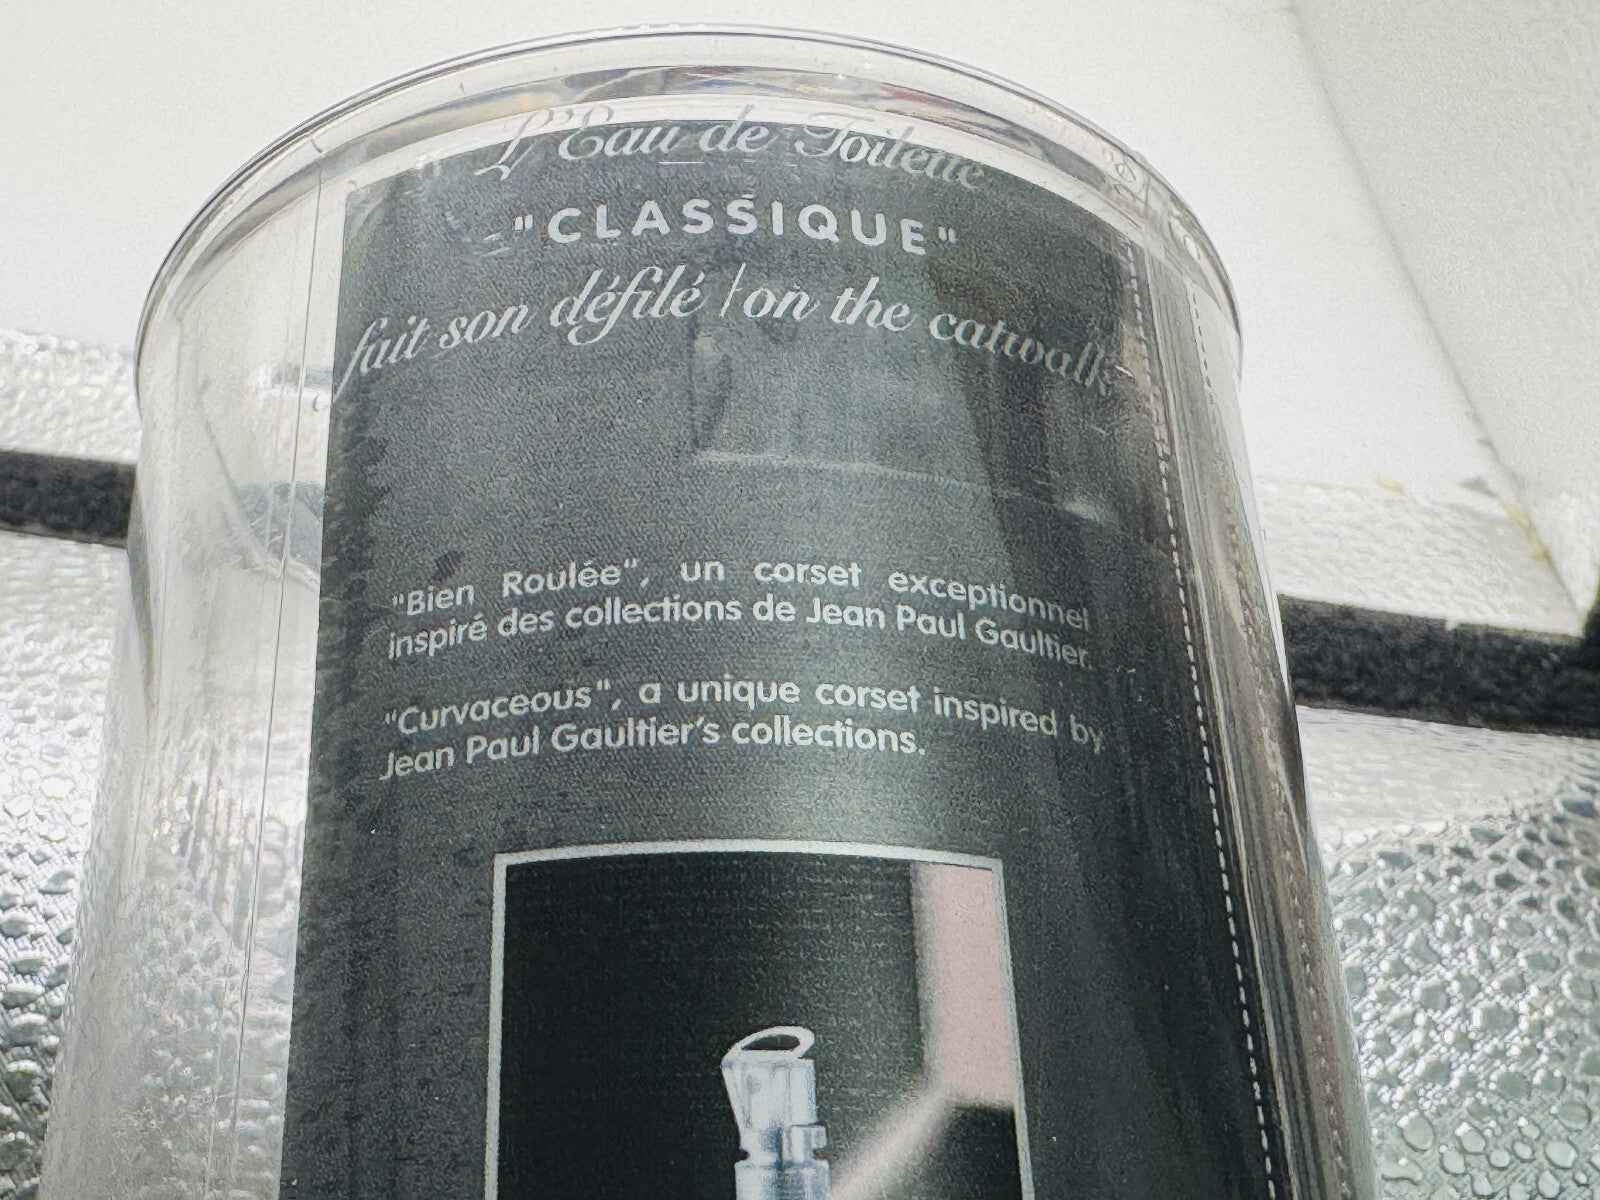 L'Eau de Toilette
"CLASSIQUE"
fait son défilé / on the catwalk
"Bien Roulée", un corset exceptionnel
inspiré des collections de Jean Paul Gaultier.
"Curvaceous", a unique corset inspired by
Jean Paul Gaultier's collections.